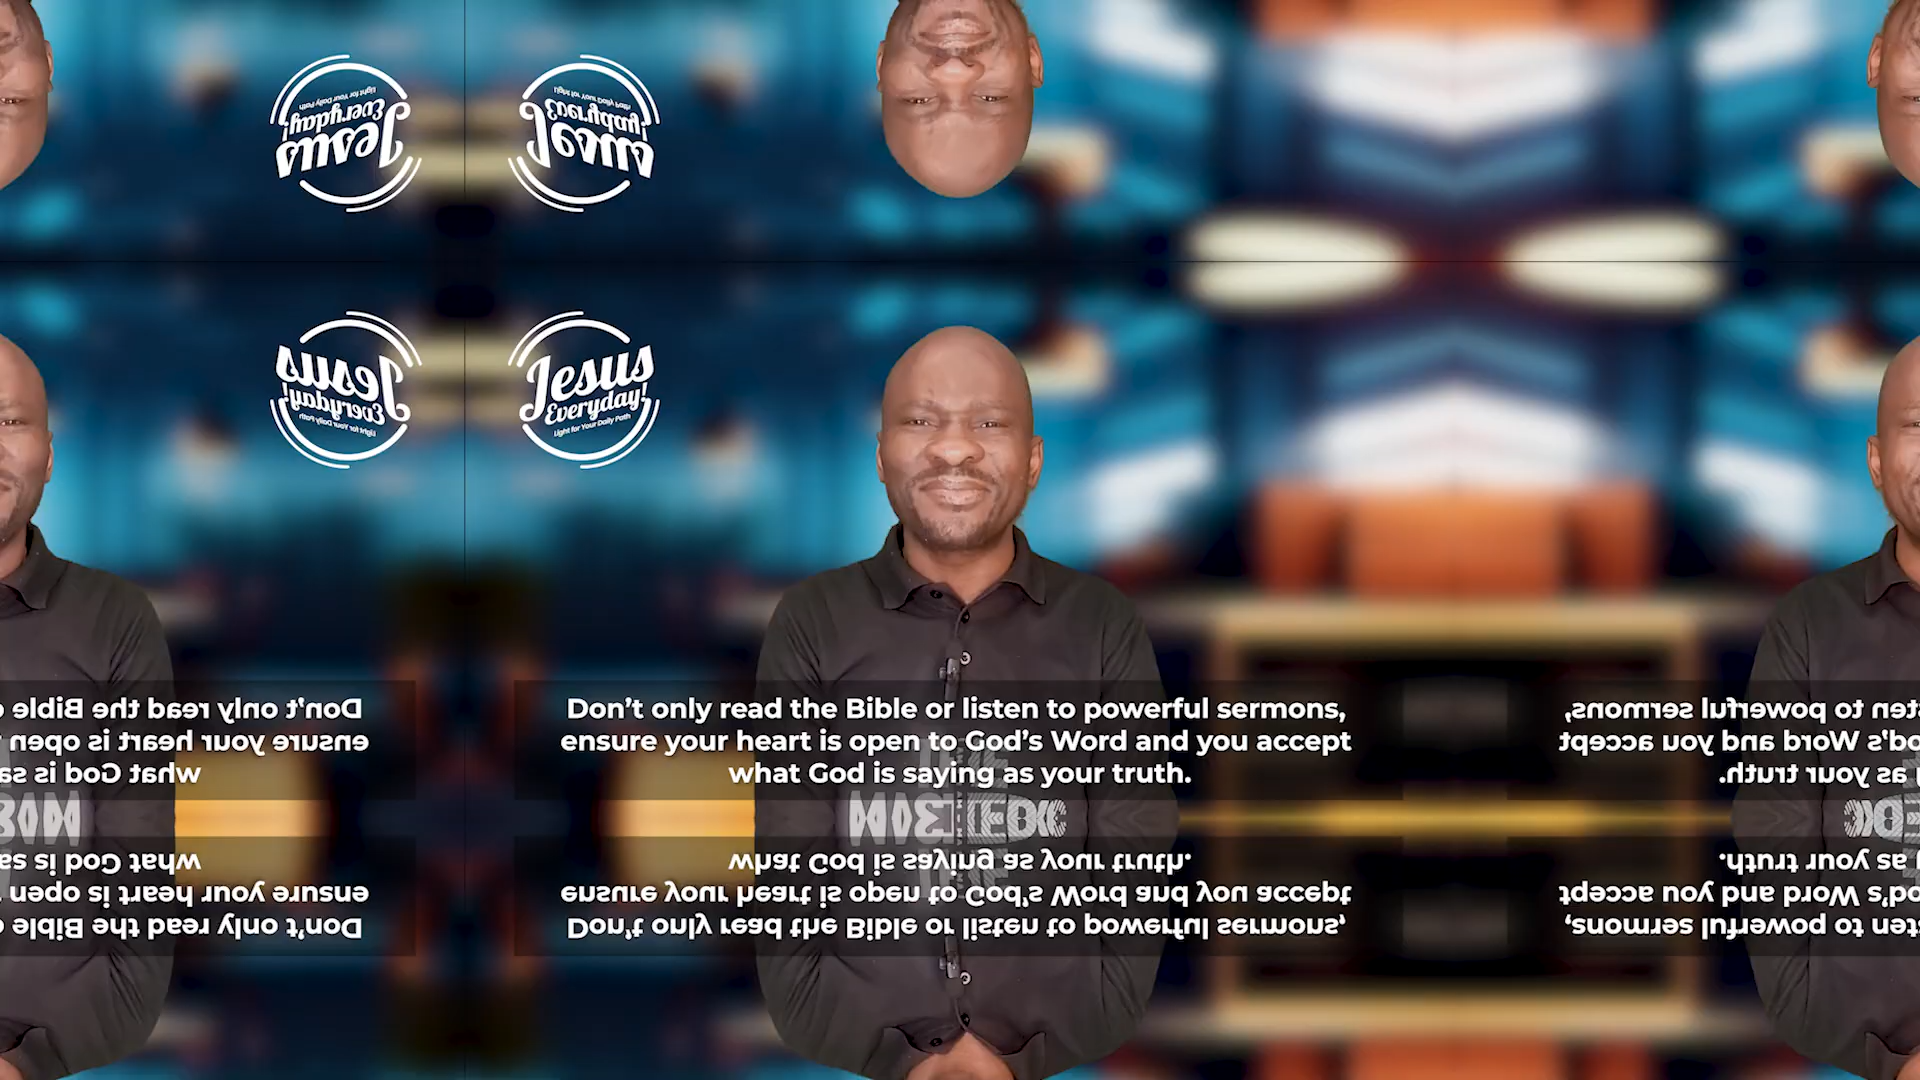 Jesus
Everyday!
Light for Your Daily Path
Don't only read the Bible or listen to powerful sermons,
ensure your heart is open to God's Word and you accept
what God is saying as your truth.